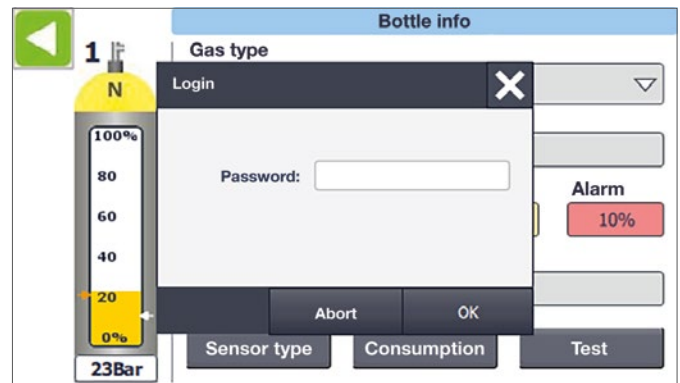 Bottle info
1
Gas type
N
Login
100%
80
Password:
Alarm
60
10%
40
20
Abort
OK
0%
Sensor type
Consumption
Test
23Bar